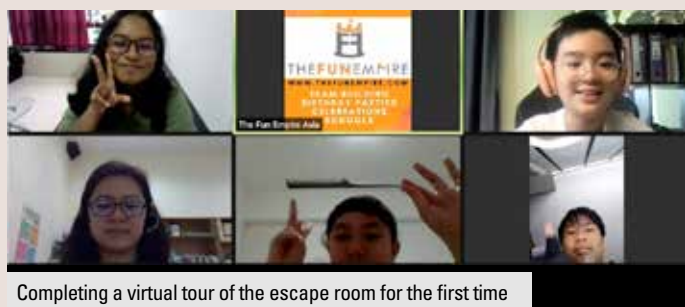 THEFUNEMPIRE
WWW.THEFUNEMPIRE.COM
TEAM BUILDING
BIRTHDAY PARTIES
CELEBRATIONS
SCHOOLS
The Fun Empire Asia
Completing a virtual tour of the escape room for the first time